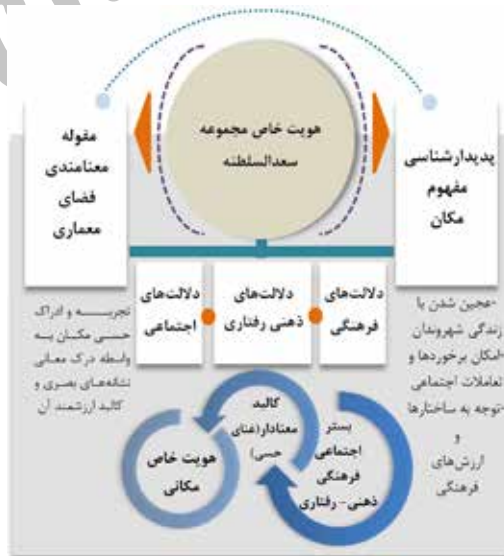 هویت خاص مجموعه
سعدالسلطنه
پدیدارشناسی
مفهوم
مکان
مقوله
معنامندی
فضای
معماری
دلالت‌های
فرهنگی
دلالت‌های
ذهنی رفتاری
دلالت‌های
اجتماعی
-عجین شدن با
زندگی شهروندان
-امکان برخوردها و
تعاملات اجتماعی
-توجه به ساختارها
و
ارزش‌های
فرهنگی
تجربه و ادراک
حسی مکان به
واسطه درک معانی
نشانه‌های بصری و
کالبد ارزشمند آن
بستر
اجتماعی
فرهنگی
ذهنی- رفتاری
کالبد
معنادار(غنای
حسی)
هویت خاص
مکانی